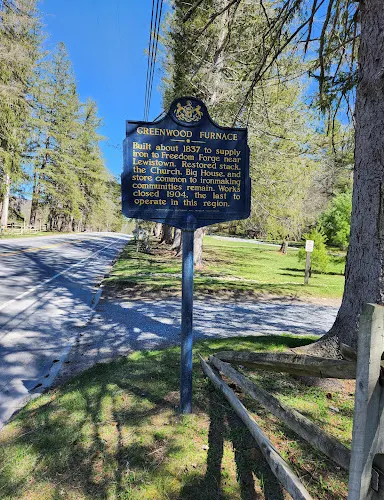 GREENWOOD FURNACE
Built about 1837 to supply
iron to Freedom Forge near
Lewistown. Restored stack,
the Church, Big House, and
store common to ironmaking
communities remain. Works
closed 1904, the last to
operate in this region.